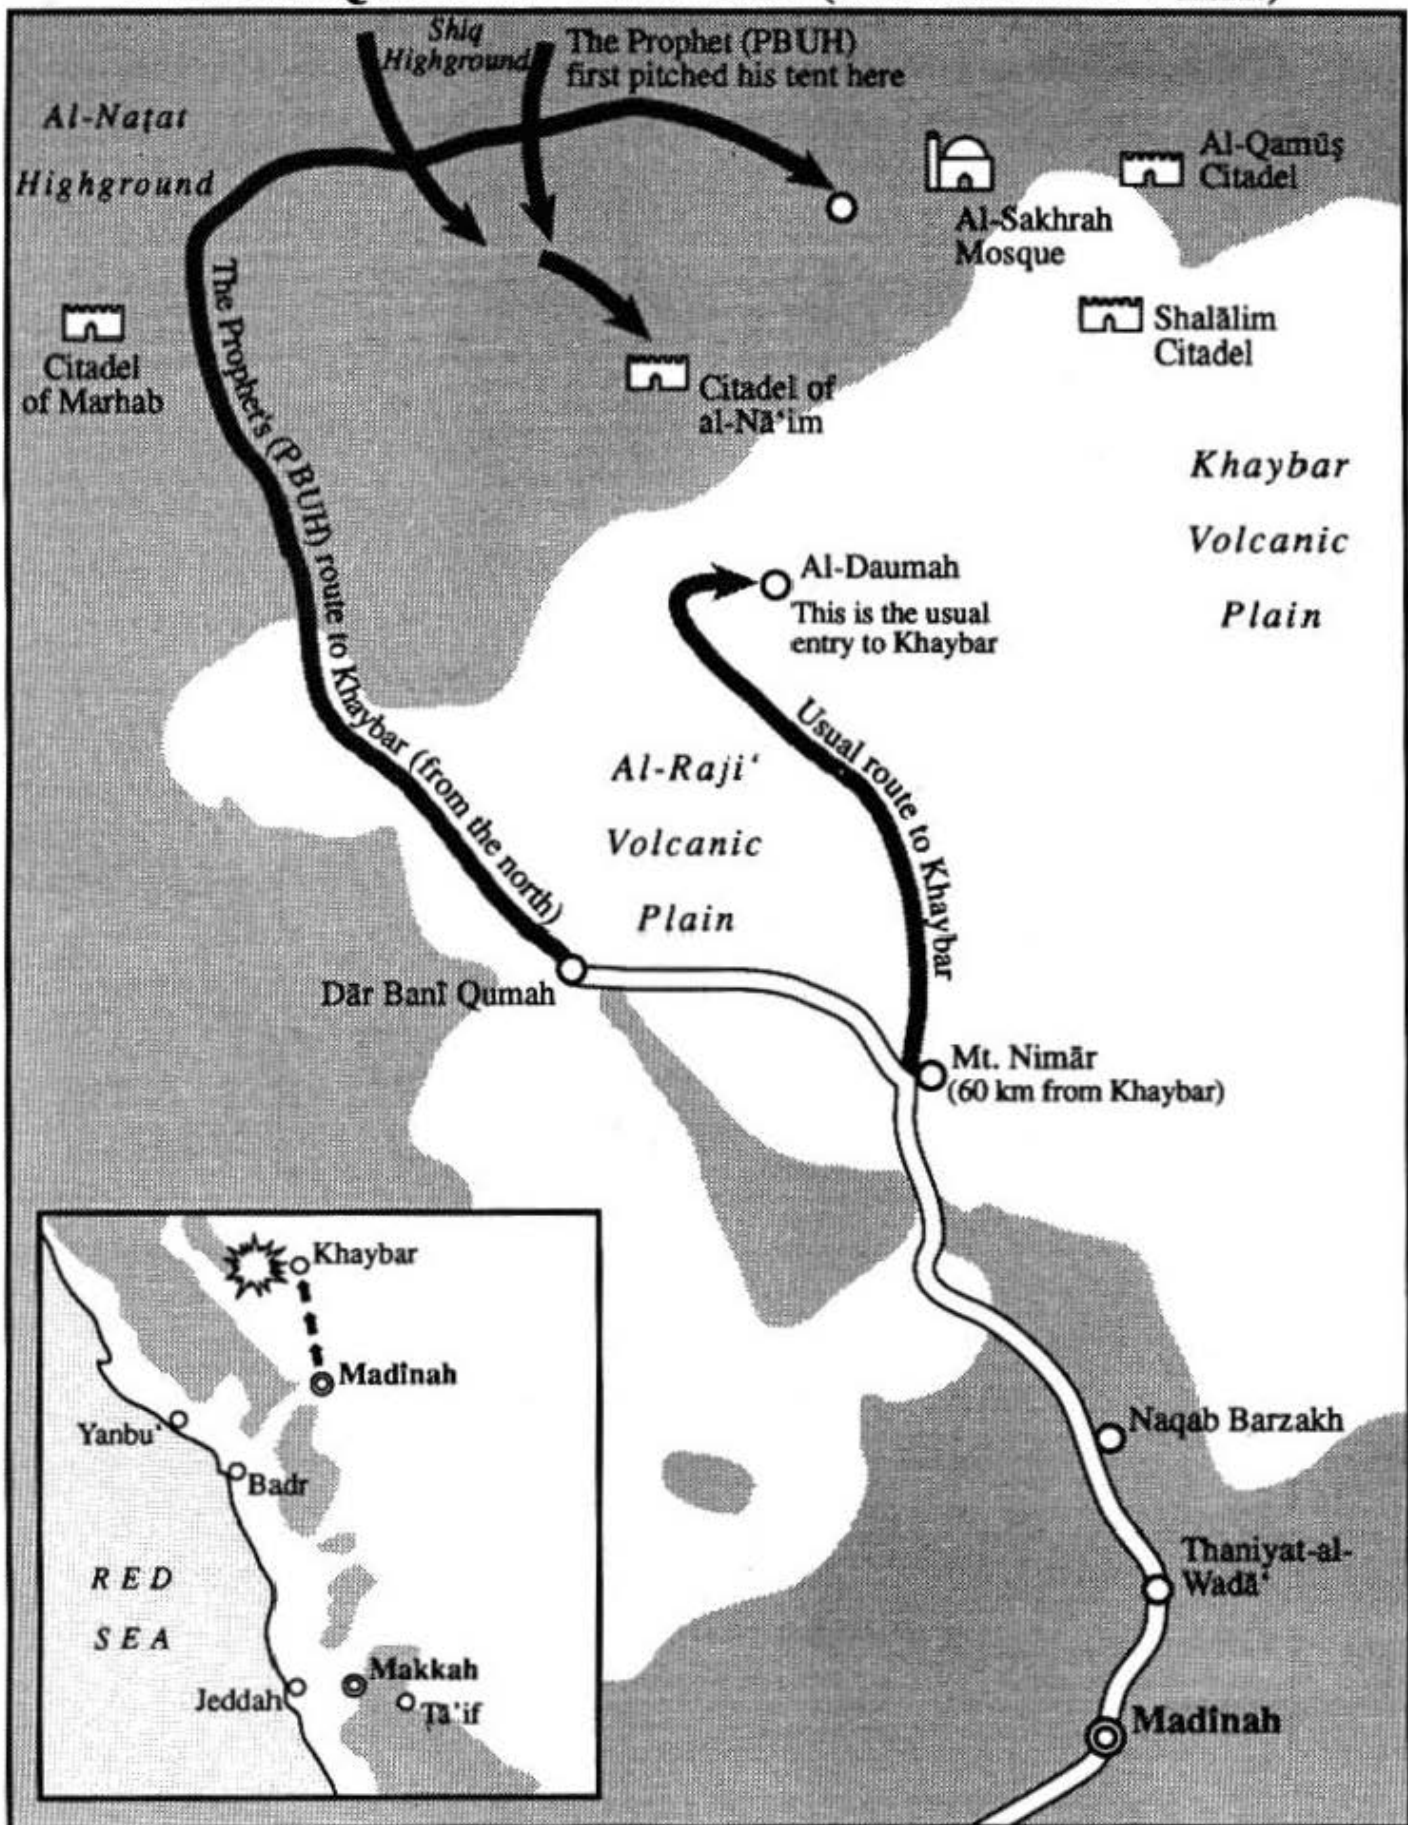 Shiq
Highground
The Prophet (PBUH)
first pitched his tent here
Al-Naṭat
Highground
Al-Qamūṣ
Citadel
Al-Sakhrah
Mosque
Shalālim
Citadel
Citadel
of Marhab
Citadel of
al-Nā‘im
The Prophet's (PBUH) route to Khaybar (from the north)
Khaybar
Volcanic
Plain
Al-Daumah
This is the usual
entry to Khaybar
Usual route to Khaybar
Al-Raji‘
Volcanic
Plain
Dār Banī Qumah
Mt. Nimār
(60 km from Khaybar)
Naqab Barzakh
Thaniyat-al-
Wadā‘
Madīnah
Khaybar
Madīnah
Yanbu‘
Badr
RED
SEA
Makkah
Jeddah
Tā'if